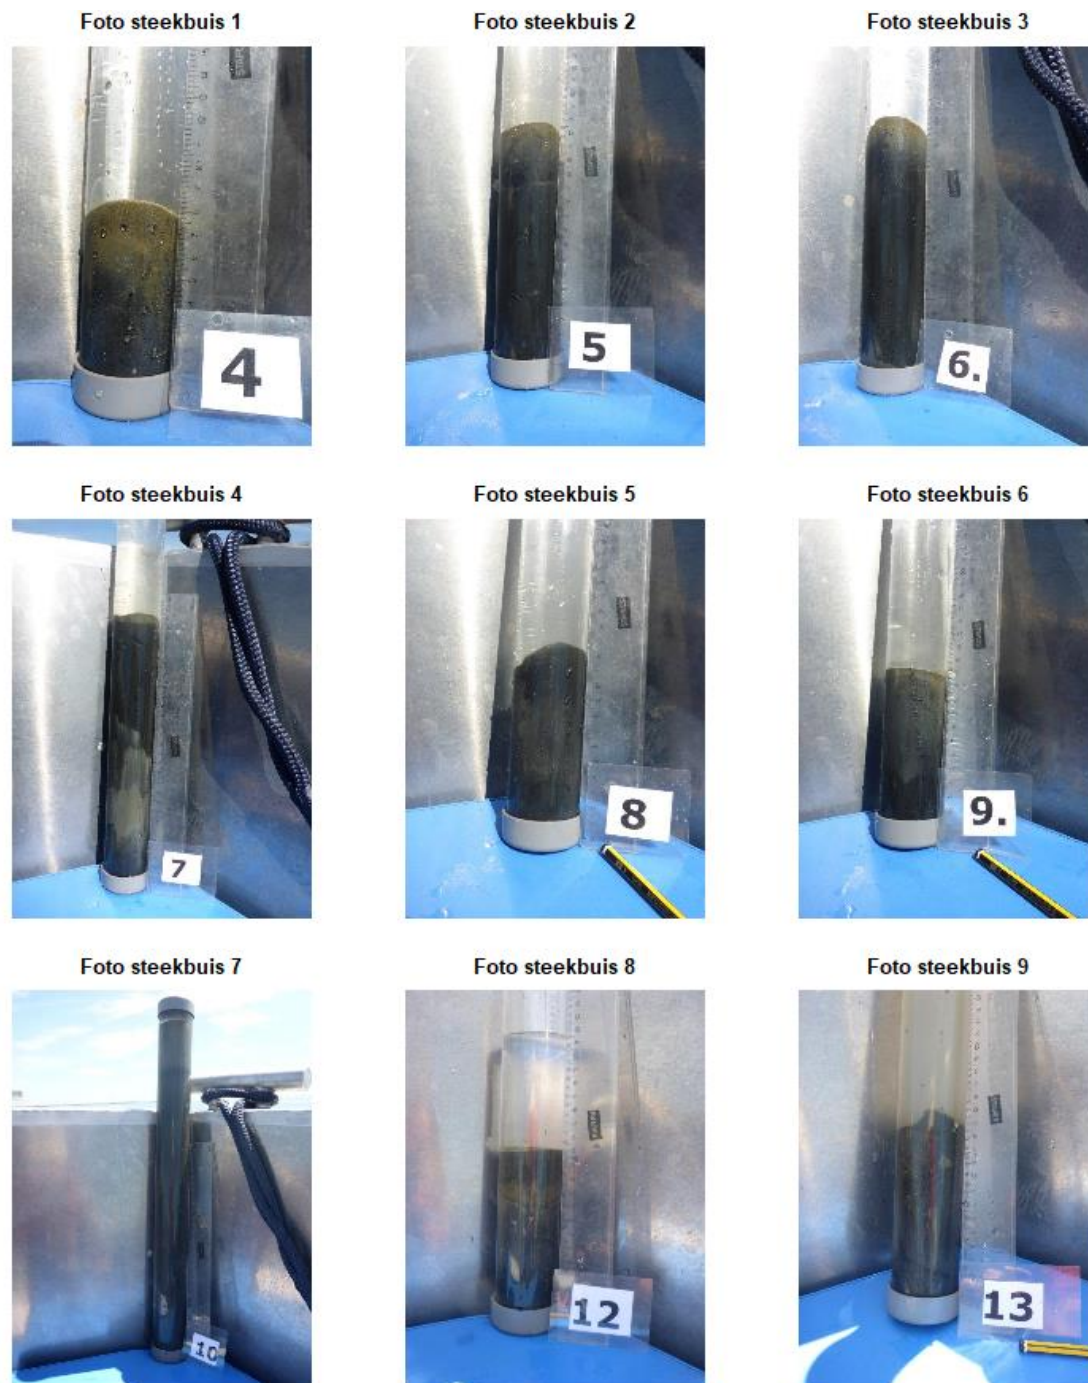 Foto steekbuis 1
Foto steekbuis 2
Foto steekbuis 3
4
5
6.
Foto steekbuis 4
Foto steekbuis 5
Foto steekbuis 6
7
8
9.
Foto steekbuis 7
Foto steekbuis 8
Foto steekbuis 9
10
12
13